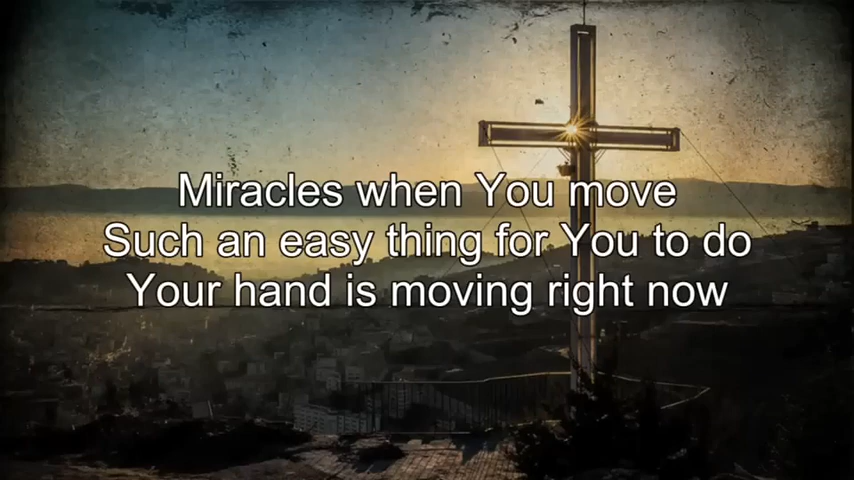 Miracles when You move
Such an easy thing for You to do
Your hand is moving right now